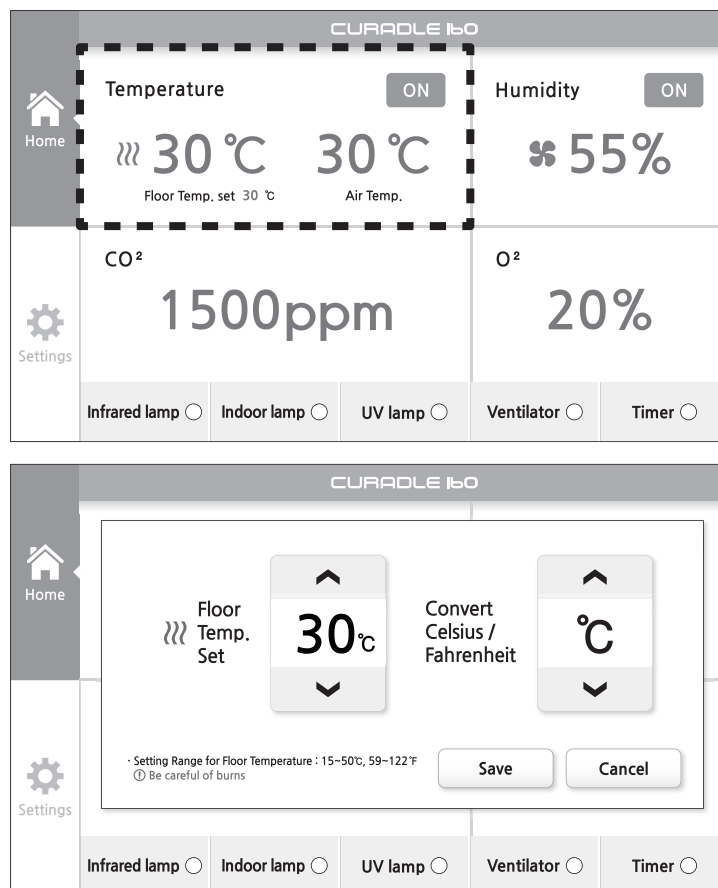 CURADLE 160
Temperature ON
Humidity ON
Home
30 ℃ 30 ℃
55%
Floor Temp. set 30 ℃ Air Temp.
CO²
O²
1500ppm
20%
Settings
Infrared lamp
Indoor lamp
UV lamp
Ventilator
Timer
CURADLE 160
Home
Floor
Temp.
Set
30℃
Convert
Celsius /
Fahrenheit
℃
· Setting Range for Floor Temperature : 15~50℃, 59~122℉
Be careful of burns
Save
Cancel
Settings
Infrared lamp
Indoor lamp
UV lamp
Ventilator
Timer